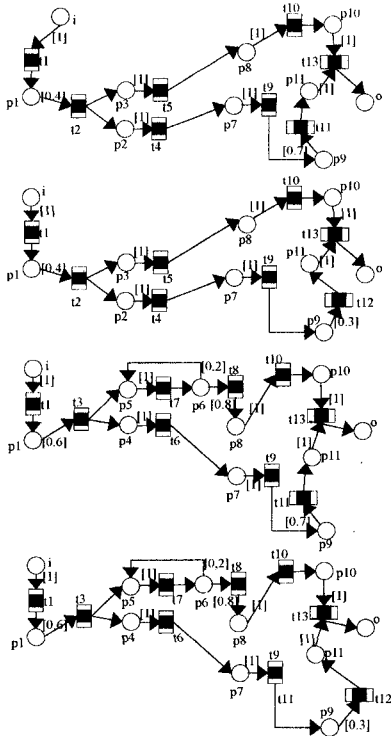 i
[1]
t1
p1
[0.4]
t2
p3
[1]
t5
p2
[1]
t4
p8
[1]
t10
p10
[1]
t13
p7
[1]
t9
p11
[1]
o
t11
[0.7]
p9
i
[1]
t1
p1
[0.4]
t2
p3
[1]
t5
p2
[1]
t4
p8
[1]
t10
p10
[1]
t13
p7
[1]
t9
p11
[1]
o
t12
p9
[0.3]
i
[1]
t1
p1
[0.6]
t3
p5
[1]
t7
p6
[0,2]
t8
[0.8]
p4
[1]
t6
p8
[1]
t10
p10
[1]
t13
o
[1]
p11
p7
t9
t11
[0.7]
p9
i
[1]
t1
p1
[0.6]
t3
p5
[1]
t7
p6
[0,2]
t8
[0.8]
p4
[1]
t6
p8
[1]
t10
p10
[1]
t13
o
[1]
p11
p7
[1]
t9
t11
t12
p9
[0.3]